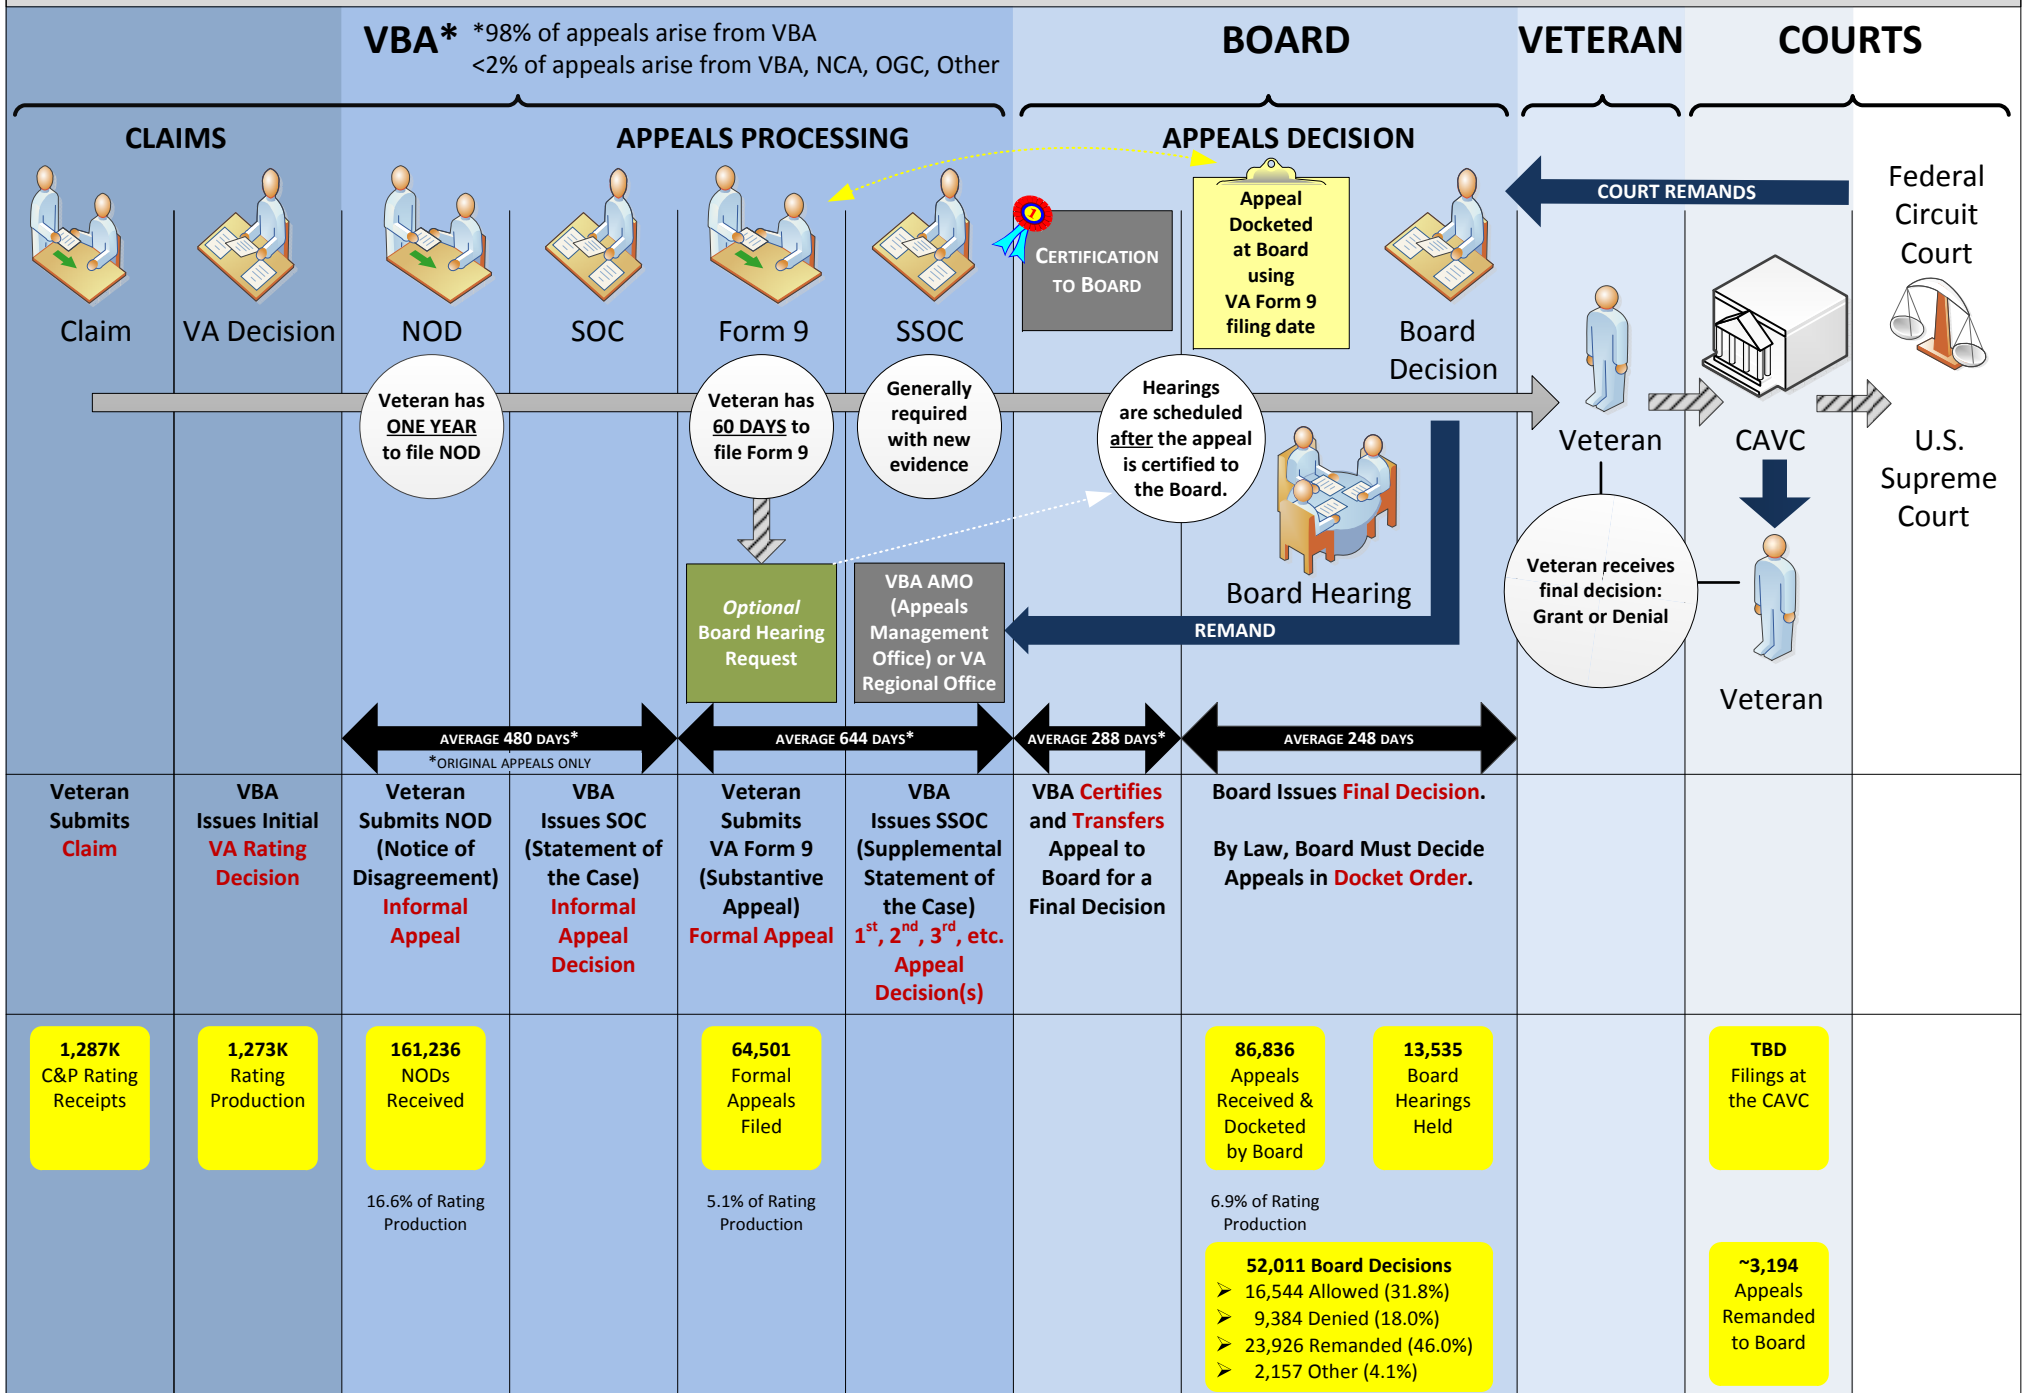 VBA*
*98% of appeals arise from VBA
<2% of appeals arise from VBA, NCA, OGC, Other
BOARD
VETERAN
COURTS
CLAIMS
APPEALS PROCESSING
APPEALS DECISION
Claim
VA Decision
NOD
SOC
Form 9
SSOC
1
CERTIFICATION
TO BOARD
Appeal
Docketed
at Board
using
VA Form 9
filing date
Board
Decision
COURT REMANDS
Federal
Circuit
Court
Veteran has
ONE YEAR
to file NOD
Veteran has
60 DAYS to
file Form 9
Generally
required
with new
evidence
Hearings
are scheduled
after the appeal
is certified to
the Board.
Veteran
CAVC
U.S.
Supreme
Court
Optional
Board Hearing
Request
VBA AMO
(Appeals
Management
Office) or VA
Regional Office
Board Hearing
REMAND
Veteran receives
final decision:
Grant or Denial
Veteran
AVERAGE 480 DAYS*
*ORIGINAL APPEALS ONLY
AVERAGE 644 DAYS*
AVERAGE 288 DAYS*
AVERAGE 248 DAYS
Veteran
Submits
Claim
VBA
Issues Initial
VA Rating
Decision
Veteran
Submits NOD
(Notice of
Disagreement)
Informal
Appeal
VBA
Issues SOC
(Statement of
the Case)
Informal
Appeal
Decision
Veteran
Submits
VA Form 9
(Substantive
Appeal)
Formal Appeal
VBA
Issues SSOC
(Supplemental
Statement of
the Case)
1st, 2nd, 3rd, etc.
Appeal
Decision(s)
VBA Certifies
and Transfers
Appeal to
Board for a
Final Decision
Board Issues Final Decision.
By Law, Board Must Decide
Appeals in Docket Order.
1,287K
C&P Rating
Receipts
1,273K
Rating
Production
161,236
NODs
Received
16.6% of Rating
Production
64,501
Formal
Appeals
Filed
5.1% of Rating
Production
86,836
Appeals
Received &
Docketed
by Board
6.9% of Rating
Production
13,535
Board
Hearings
Held
52,011 Board Decisions
➢ 16,544 Allowed (31.8%)
➢ 9,384 Denied (18.0%)
➢ 23,926 Remanded (46.0%)
➢ 2,157 Other (4.1%)
TBD
Filings at
the CAVC
~3,194
Appeals
Remanded
to Board